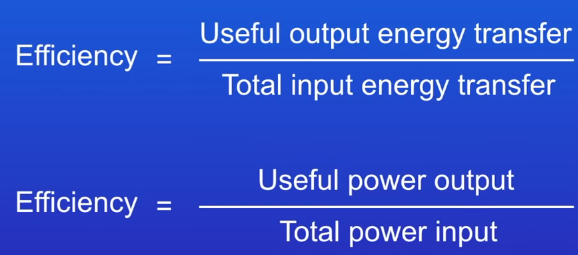 Efficiency = Useful output energy transfer
Total input energy transfer
Efficiency = Useful power output
Total power input